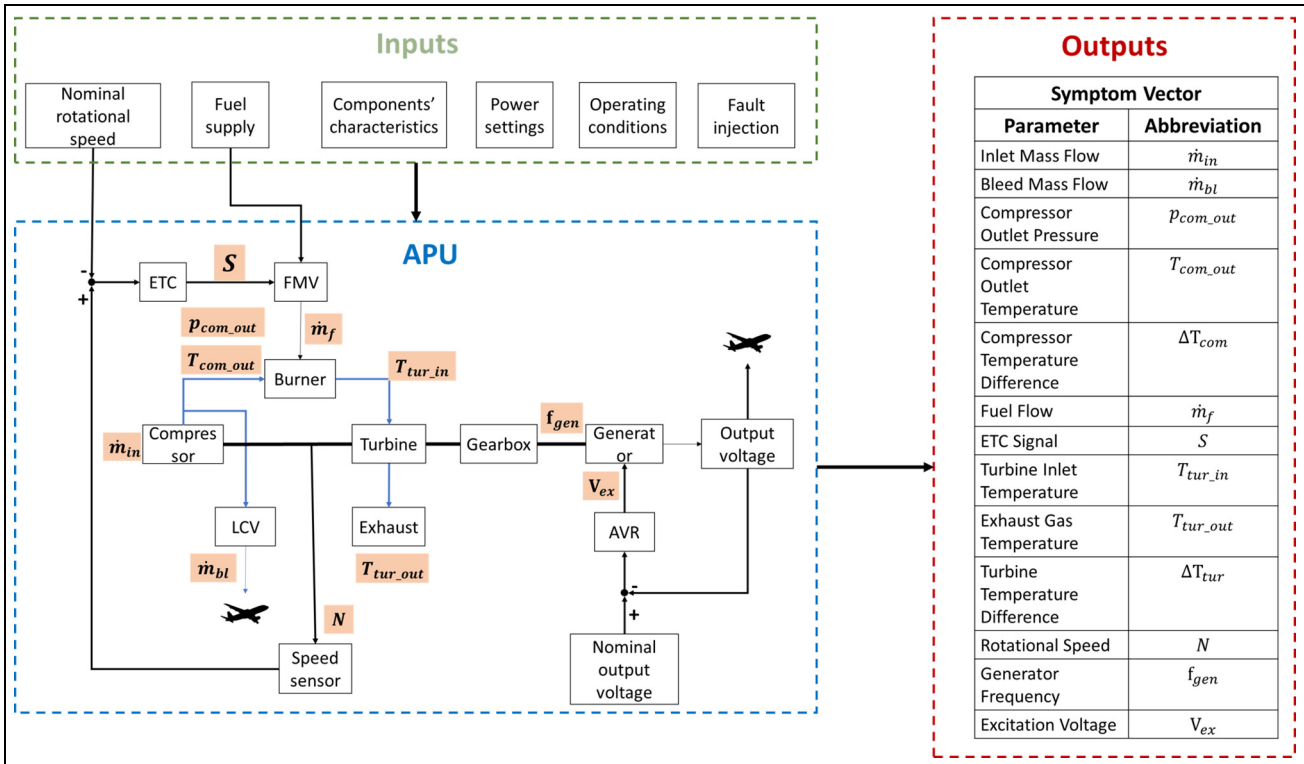 Inputs
Nominal
rotational
speed
Fuel
supply
Components’
characteristics
Power
settings
Operating
conditions
Fault
injection
APU
-
+
ETC
S
FMV
p_com_out
ṁ_f
T_com_out
Burner
T_tur_in
ṁ_in
Compres
sor
Turbine
Gearbox
f_gen
Generat
or
Output
voltage
V_ex
LCV
Exhaust
AVR
ṁ_bl
T_tur_out
-
+
N
Speed
sensor
Nominal
output
voltage
Outputs
Symptom Vector
Parameter Abbreviation
Inlet Mass Flow ṁ_in
Bleed Mass Flow ṁ_bl
Compressor p_com_out
Outlet Pressure
Compressor T_com_out
Outlet
Temperature
Compressor ΔT_com
Temperature
Difference
Fuel Flow ṁ_f
ETC Signal S
Turbine Inlet T_tur_in
Temperature
Exhaust Gas T_tur_out
Temperature
Turbine ΔT_tur
Temperature
Difference
Rotational Speed N
Generator f_gen
Frequency
Excitation Voltage V_ex